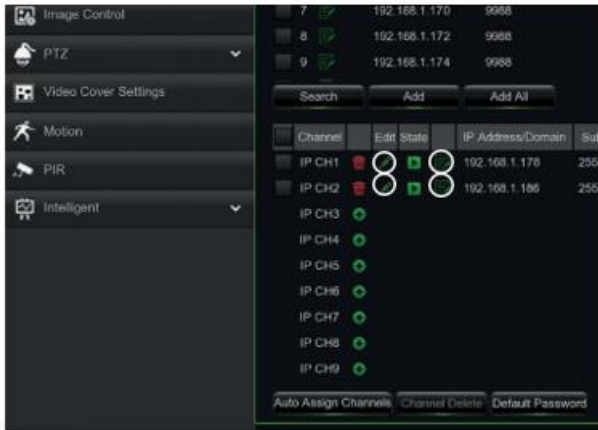 Image Control
PTZ
Video Cover Settings
Motion
PIR
Intelligent
7 192.168.1.170 9988
8 192.168.1.172 9988
9 192.168.1.174 9988
Search Add Add All
Channel Edit State IP Address/Domain Su
IP CH1 192.168.1.178 255
IP CH2 192.168.1.186 255
IP CH3
IP CH4
IP CH5
IP CH6
IP CH7
IP CH8
IP CH9
Auto Assign Channels Channel Delete Default Password